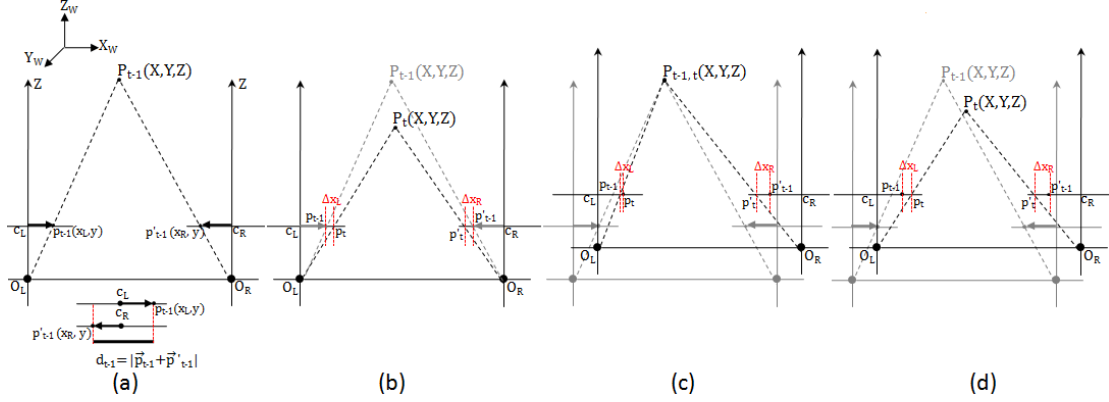 Z_W
X_W
Y_W
Z
P_t-1(X,Y,Z)
Z
c_L
p_t-1(x_L,y)
p'_t-1(x_R,y)
c_R
O_L
O_R
c_L
p_t-1(x_L,y)
c_R
p'_t-1(x_R,y)
d_t-1=|p⃗_t-1+p⃗'_t-1|
(a)
P_t-1(X,Y,Z)
P_t(X,Y,Z)
Δx_L
Δx_R
p_t-1
p'_t-1
c_L
p_t
p'_t
c_R
O_L
O_R
(b)
P_t-1,t(X,Y,Z)
Δx_L
Δx_R
p_t-1
p'_t-1
c_L
p_t
p'_t
c_R
O_L
O_R
(c)
P_t-1(X,Y,Z)
P_t(X,Y,Z)
Δx_L
Δx_R
p_t-1
p'_t-1
c_L
p_t
p'_t
c_R
O_L
O_R
(d)